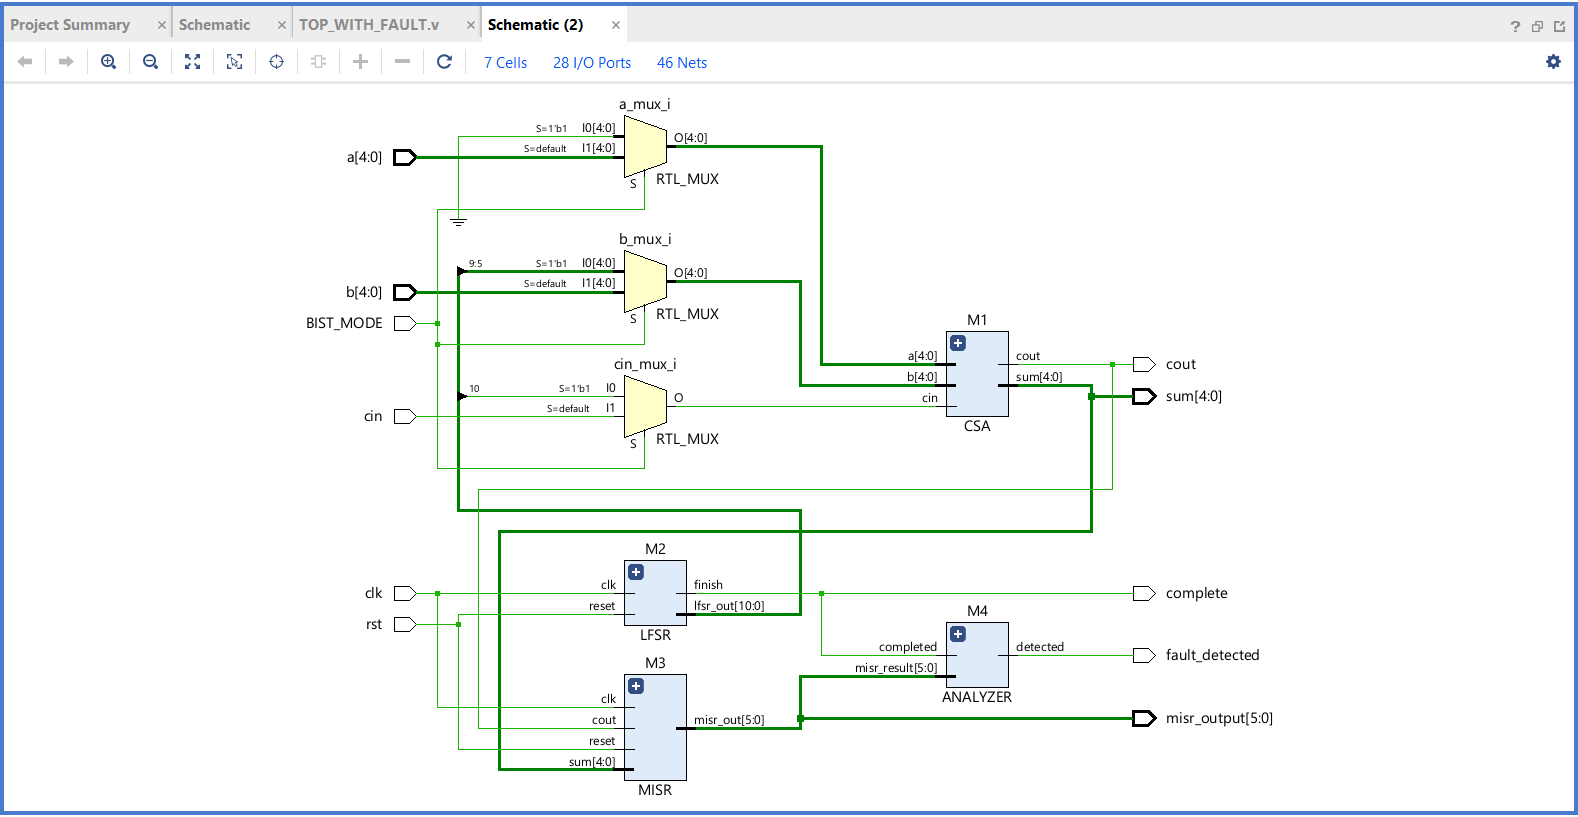 Project Summary × Schematic × TOP_WITH_FAULT.v × Schematic (2) × ?
7 Cells 28 I/O Ports 46 Nets
a_mux_i
S=1'b1 I0[4:0]
O[4:0]
a[4:0] S=default I1[4:0]
S RTL_MUX
b_mux_i
9:5 S=1'b1 I0[4:0]
O[4:0]
b[4:0] S=default I1[4:0]
S RTL_MUX
BIST_MODE
M1
cin_mux_i
a[4:0] cout
cout
b[4:0] sum[4:0]
10 S=1'b1 I0
O cin
sum[4:0]
cin S=default I1
CSA
S RTL_MUX
M2
clk clk finish complete
reset lfsr_out[10:0]
rst
LFSR
M4
completed detected
fault_detected
M3
misr_result[5:0]
ANALYZER
clk
cout misr_out[5:0] misr_output[5:0]
reset
sum[4:0]
MISR